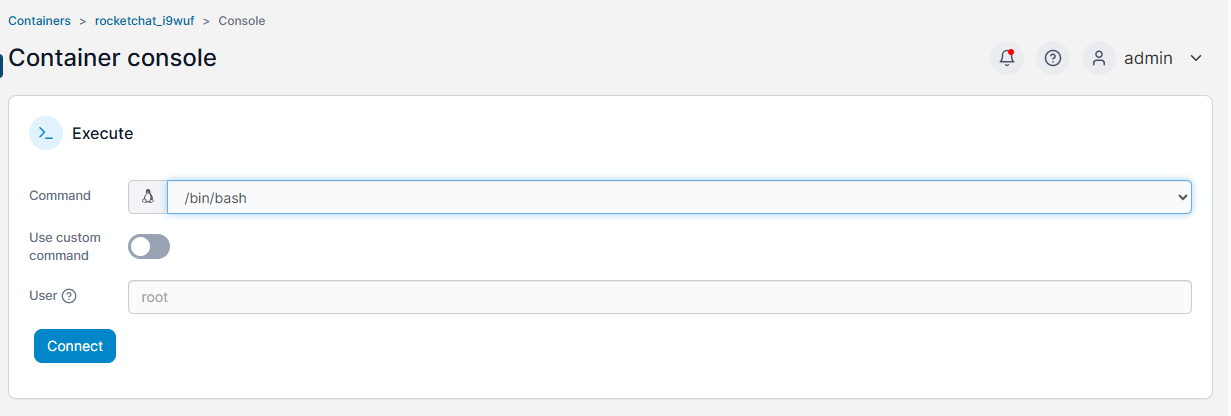 Containers > rocketchat_i9wuf > Console
Container console
admin
>_ Execute
Command
/bin/bash
Use custom
command
User
root
Connect